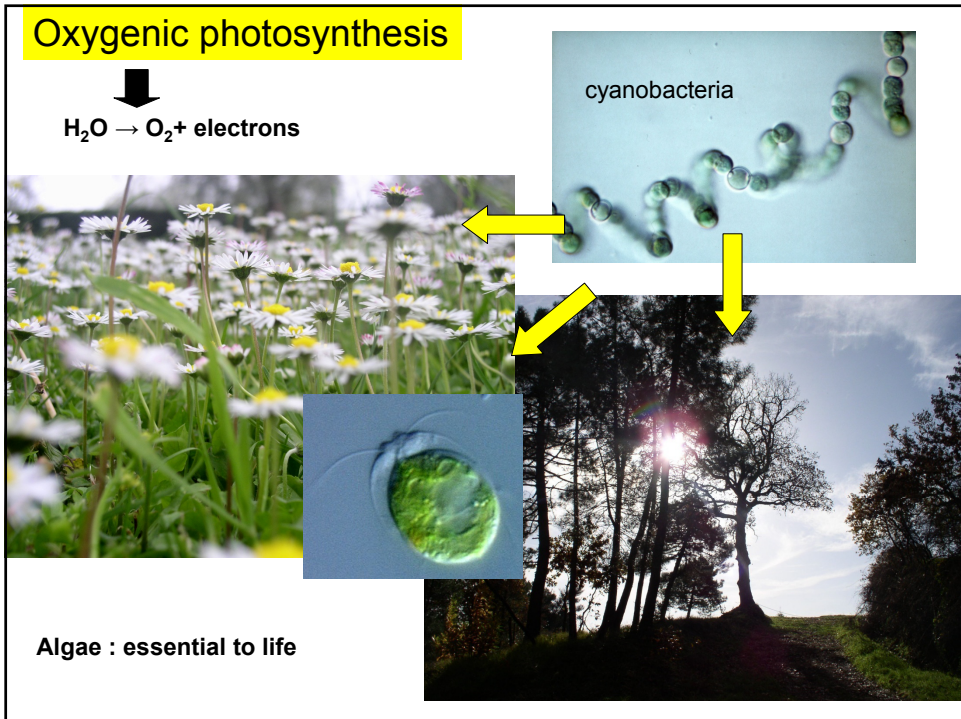 Oxygenic photosynthesis
cyanobacteria
H₂O → O₂+ electrons
Algae : essential to life